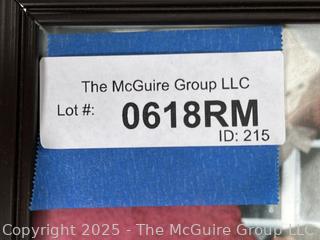 The McGuire Group LLC
Lot #: 0618RM
ID: 215
Copyright 2025 - The McGuire Group LLC